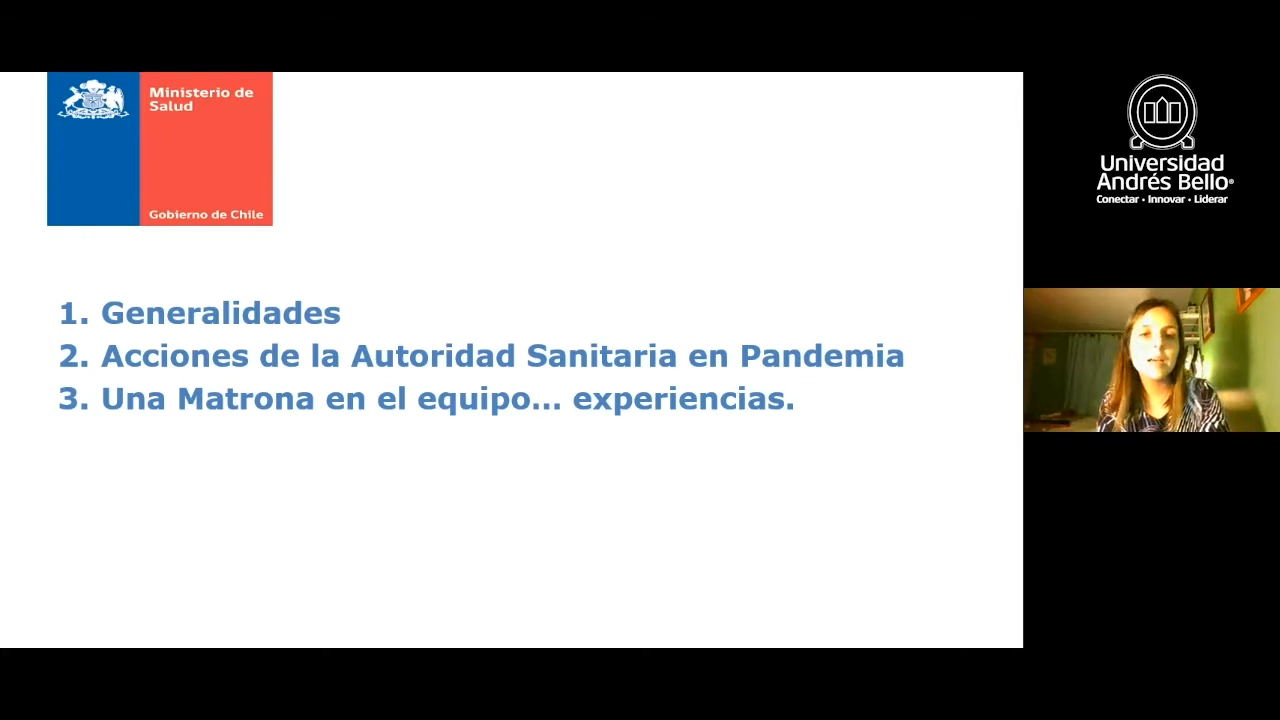 Ministerio de
Salud
Gobierno de Chile
1. Generalidades
2. Acciones de la Autoridad Sanitaria en Pandemia
3. Una Matrona en el equipo... experiencias.
Universidad
Andrés Bello®
Conectar • Innovar • Liderar